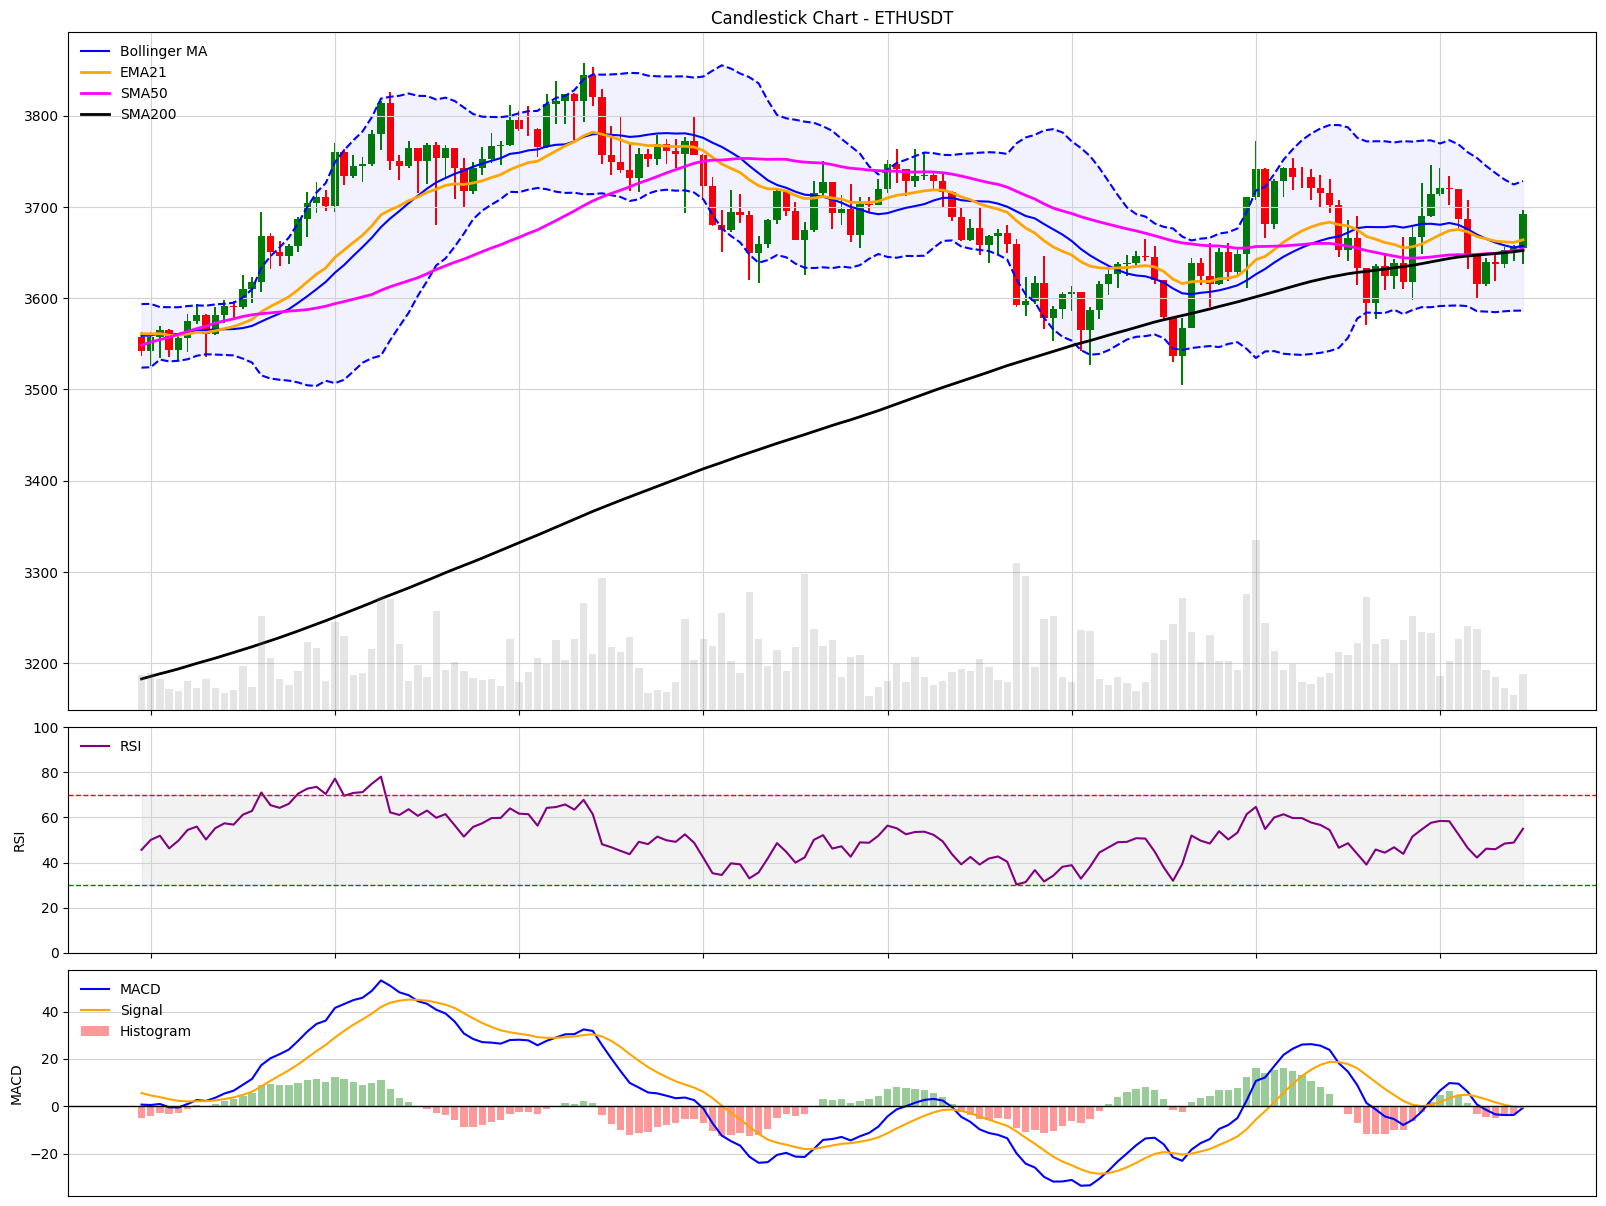 Candlestick Chart - ETHUSDT
Bollinger MA
EMA21
SMA50
SMA200
3800
3700
3600
3500
3400
3300
3200
RSI
100
80
60
40
20
0
RSI
MACD
Signal
Histogram
40
20
0
−20
MACD